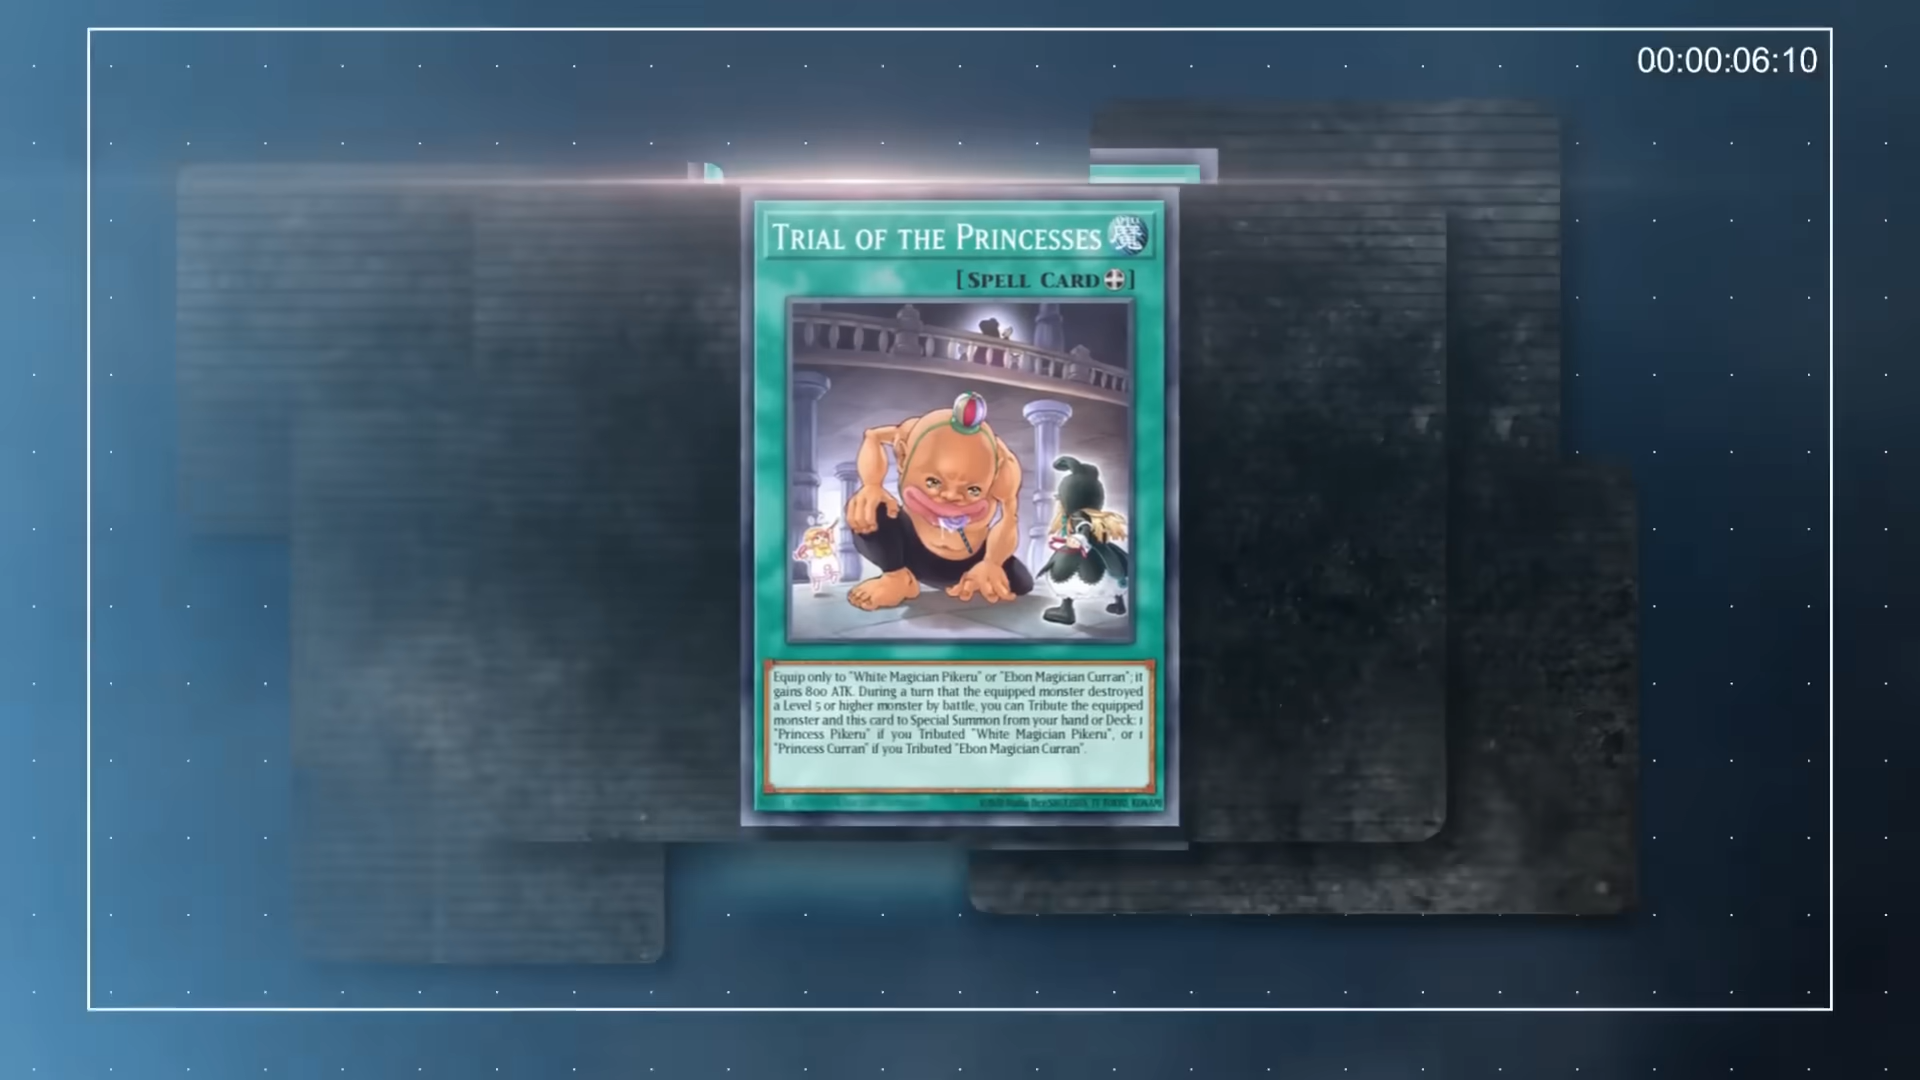 00:00:06:10
TRIAL OF THE PRINCESSES 魔
[SPELL CARD]
Equip only to "White Magician Pikeru" or "Ebon Magician Curran"; it
gains 800 ATK. During a turn that the equipped monster destroyed
a Level 5 or higher monster by battle, you can Tribute the equipped
monster and this card to Special Summon from your hand or Deck: 1
"Princess Pikeru" if you Tributed "White Magician Pikeru", or 1
"Princess Curran" if you Tributed "Ebon Magician Curran".
KONAMI